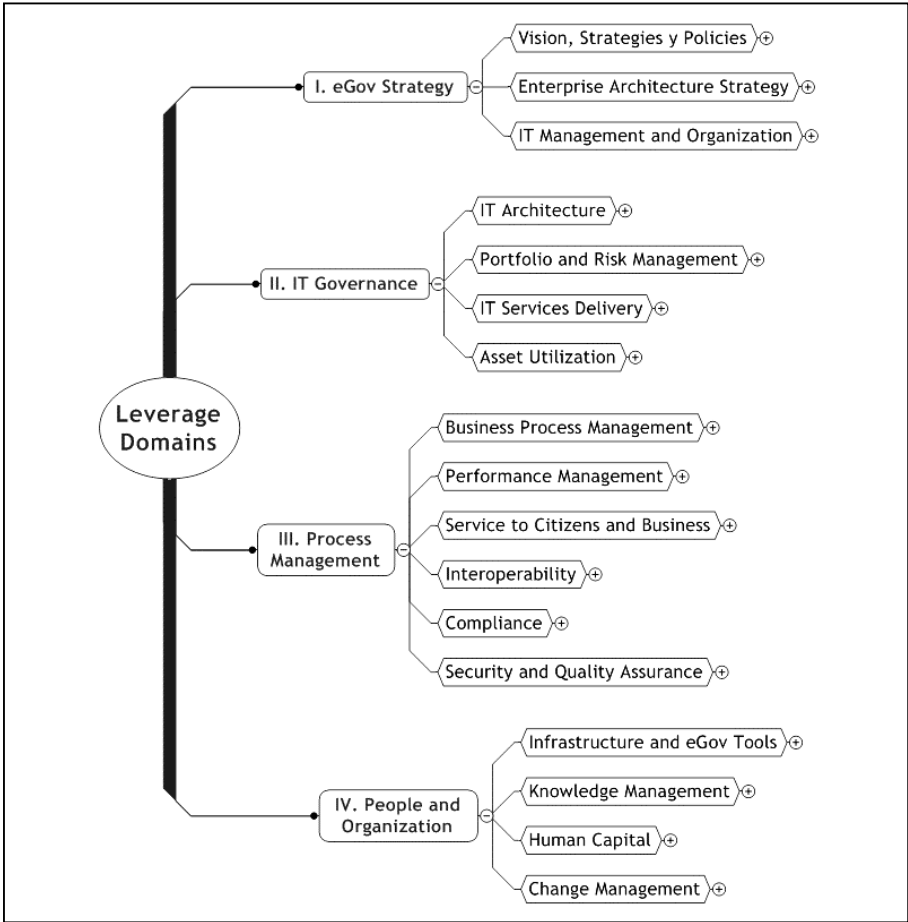 Leverage
Domains
I. eGov Strategy
Vision, Strategies y Policies
Enterprise Architecture Strategy
IT Management and Organization
II. IT Governance
IT Architecture
Portfolio and Risk Management
IT Services Delivery
Asset Utilization
III. Process
Management
Business Process Management
Performance Management
Service to Citizens and Business
Interoperability
Compliance
Security and Quality Assurance
IV. People and
Organization
Infrastructure and eGov Tools
Knowledge Management
Human Capital
Change Management